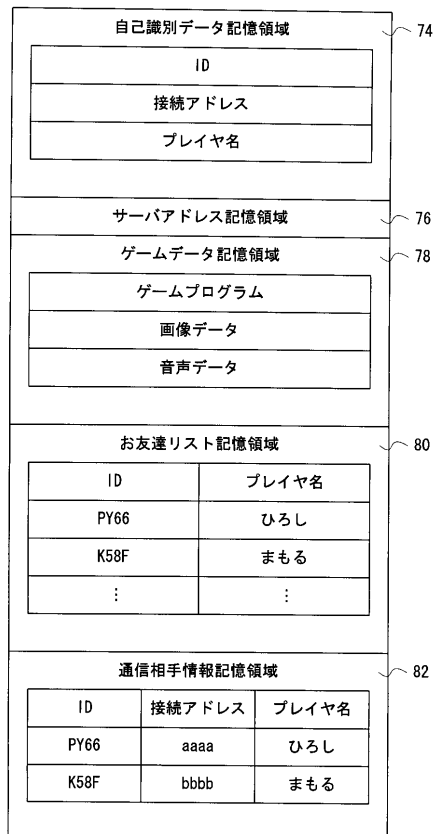 自己識別データ記憶領域 74
ID
接続アドレス
プレイヤ名
サーバアドレス記憶領域 76
ゲームデータ記憶領域 78
ゲームプログラム
画像データ
音声データ
お友達リスト記憶領域 80
ID プレイヤ名
PY66 ひろし
K58F まもる
⋮ ⋮
通信相手情報記憶領域 82
ID 接続アドレス プレイヤ名
PY66 aaaa ひろし
K58F bbbb まもる